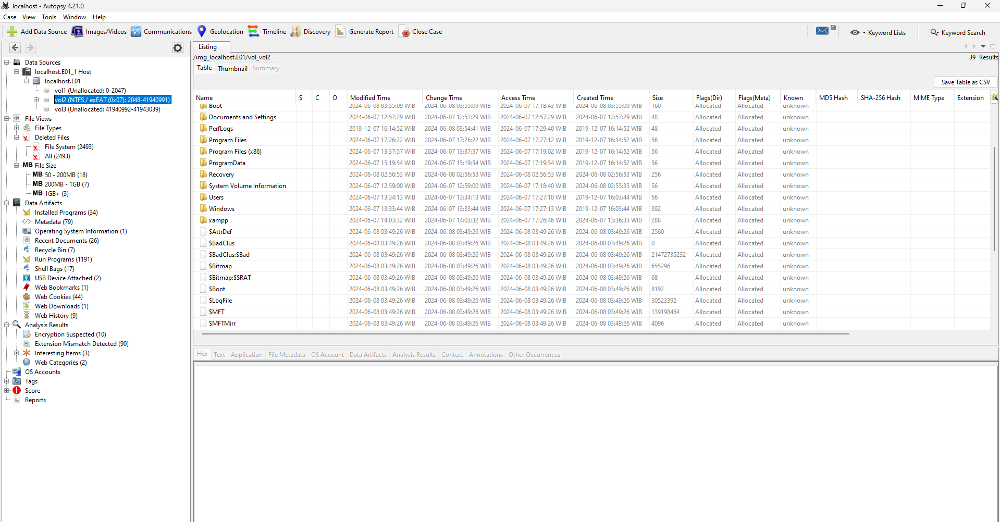 localhost - Autopsy 4.21.0
Case View Tools Window Help
Add Data Source Images/Videos Communications Geolocation Timeline Discovery Generate Report Close Case 6 Keyword Lists Keyword Search
Data Sources
localhost.E01_1 Host
localhost.E01
vol1 (Unallocated: 0-2047)
vol2 (NTFS / exFAT (0x07): 2048-41940991)
vol3 (Unallocated: 41940992-41943039)
File Views
File Types
Deleted Files
File System (2493)
All (2493)
MB File Size
MB 50 - 200MB (18)
MB 200MB - 1GB (7)
MB 1GB+ (3)
Data Artifacts
Installed Programs (34)
Metadata (79)
Operating System Information (1)
Recent Documents (26)
Recycle Bin (7)
Run Programs (1191)
Shell Bags (17)
USB Device Attached (2)
Web Bookmarks (1)
Web Cookies (44)
Web Downloads (1)
Web History (9)
Analysis Results
Encryption Suspected (10)
Extension Mismatch Detected (90)
Interesting Items (3)
Web Categories (2)
OS Accounts
Tags
Score
Reports
Listing
/img_localhost.E01/vol_vol2 39 Results
Table Thumbnail Summary
Save Table as CSV
Name S C O Modified Time Change Time Access Time Created Time Size Flags(Dir) Flags(Meta) Known MD5 Hash SHA-256 Hash MIME Type Extension
Boot 2024-06-08 03:55:09 WIB 2024-06-08 03:55:09 WIB 2024-06-07 17:18:43 WIB 2024-06-08 03:55:09 WIB 160 Allocated Allocated unknown
Documents and Settings 2024-06-07 12:57:29 WIB 2024-06-07 12:57:29 WIB 2024-06-07 12:57:29 WIB 2024-06-07 12:57:29 WIB 48 Allocated Allocated unknown
PerfLogs 2019-12-07 16:14:52 WIB 2024-06-08 03:54:41 WIB 2024-06-07 17:29:40 WIB 2019-12-07 16:14:52 WIB 48 Allocated Allocated unknown
Program Files 2024-06-07 17:26:22 WIB 2024-06-07 17:26:22 WIB 2024-06-07 17:27:12 WIB 2019-12-07 16:14:52 WIB 56 Allocated Allocated unknown
Program Files (x86) 2024-06-07 13:37:57 WIB 2024-06-07 13:37:57 WIB 2024-06-07 17:19:02 WIB 2019-12-07 16:14:52 WIB 56 Allocated Allocated unknown
ProgramData 2024-06-07 15:19:54 WIB 2024-06-07 15:19:54 WIB 2024-06-07 17:19:54 WIB 2019-12-07 16:14:52 WIB 56 Allocated Allocated unknown
Recovery 2024-06-08 02:56:53 WIB 2024-06-08 02:56:53 WIB 2024-06-08 02:56:53 WIB 2024-06-08 02:56:53 WIB 256 Allocated Allocated unknown
System Volume Information 2024-06-07 12:59:00 WIB 2024-06-07 12:59:00 WIB 2024-06-07 17:18:40 WIB 2024-06-08 02:55:35 WIB 56 Allocated Allocated unknown
Users 2024-06-07 13:34:13 WIB 2024-06-07 13:34:13 WIB 2024-06-07 17:27:10 WIB 2019-12-07 16:03:44 WIB 56 Allocated Allocated unknown
Windows 2024-06-07 13:33:44 WIB 2024-06-07 13:33:44 WIB 2024-06-07 17:27:13 WIB 2019-12-07 16:03:44 WIB 392 Allocated Allocated unknown
xampp 2024-06-07 14:03:32 WIB 2024-06-07 14:03:32 WIB 2024-06-07 17:26:46 WIB 2024-06-07 13:36:33 WIB 288 Allocated Allocated unknown
$AttrDef 2024-06-08 03:49:26 WIB 2024-06-08 03:49:26 WIB 2024-06-08 03:49:26 WIB 2024-06-08 03:49:26 WIB 2560 Allocated Allocated unknown
$BadClus 2024-06-08 03:49:26 WIB 2024-06-08 03:49:26 WIB 2024-06-08 03:49:26 WIB 2024-06-08 03:49:26 WIB 0 Allocated Allocated unknown
$BadClus:$Bad 2024-06-08 03:49:26 WIB 2024-06-08 03:49:26 WIB 2024-06-08 03:49:26 WIB 2024-06-08 03:49:26 WIB 21472735232 Allocated Allocated unknown
$Bitmap 2024-06-08 03:49:26 WIB 2024-06-08 03:49:26 WIB 2024-06-08 03:49:26 WIB 2024-06-08 03:49:26 WIB 655296 Allocated Allocated unknown
$Bitmap:$SRAT 2024-06-08 03:49:26 WIB 2024-06-08 03:49:26 WIB 2024-06-08 03:49:26 WIB 2024-06-08 03:49:26 WIB 68 Allocated Allocated unknown
$Boot 2024-06-08 03:49:26 WIB 2024-06-08 03:49:26 WIB 2024-06-08 03:49:26 WIB 2024-06-08 03:49:26 WIB 8192 Allocated Allocated unknown
$LogFile 2024-06-08 03:49:26 WIB 2024-06-08 03:49:26 WIB 2024-06-08 03:49:26 WIB 2024-06-08 03:49:26 WIB 30523392 Allocated Allocated unknown
$MFT 2024-06-08 03:49:26 WIB 2024-06-08 03:49:26 WIB 2024-06-08 03:49:26 WIB 2024-06-08 03:49:26 WIB 139198464 Allocated Allocated unknown
$MFTMirr 2024-06-08 03:49:26 WIB 2024-06-08 03:49:26 WIB 2024-06-08 03:49:26 WIB 2024-06-08 03:49:26 WIB 4096 Allocated Allocated unknown
Hex Text Application File Metadata OS Account Data Artifacts Analysis Results Context Annotations Other Occurrences